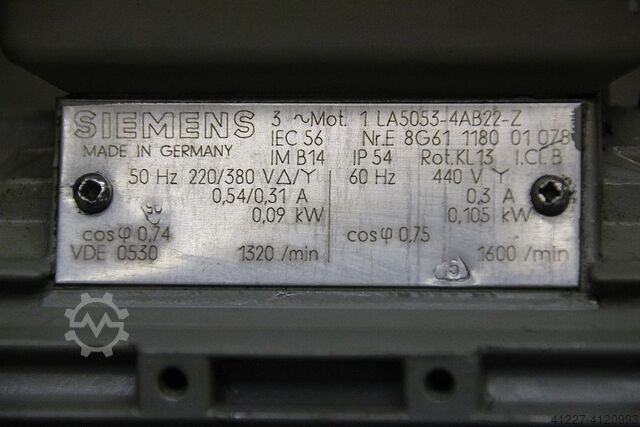 SIEMENS 3 ~Mot. 1 LA5053-4AB22-Z
IEC 56 Nr.E 8G61 1180 01 078
MADE IN GERMANY IM B14 IP 54 Rot.KL13 I.Cl.B
50 Hz 220/380 V△/Y 60 Hz 440 V Y
0,54/0,31 A 0,3 A
0,09 kW 0,105 kW
cosφ 0,74 cosφ 0,75
VDE 0530 1320 /min 1600 /min
5
41227-4120993